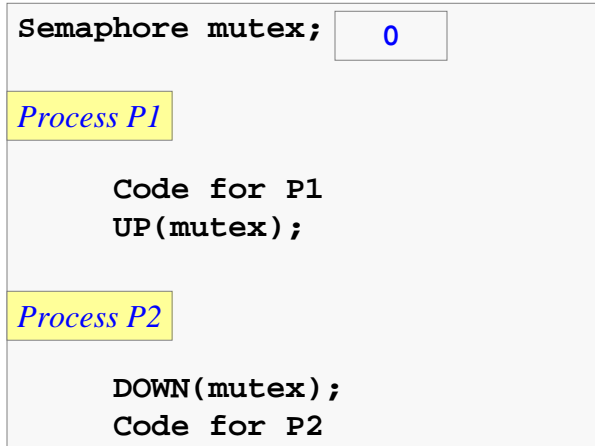 Semaphore mutex; 0
Process P1
Code for P1
UP(mutex);
Process P2
DOWN(mutex);
Code for P2